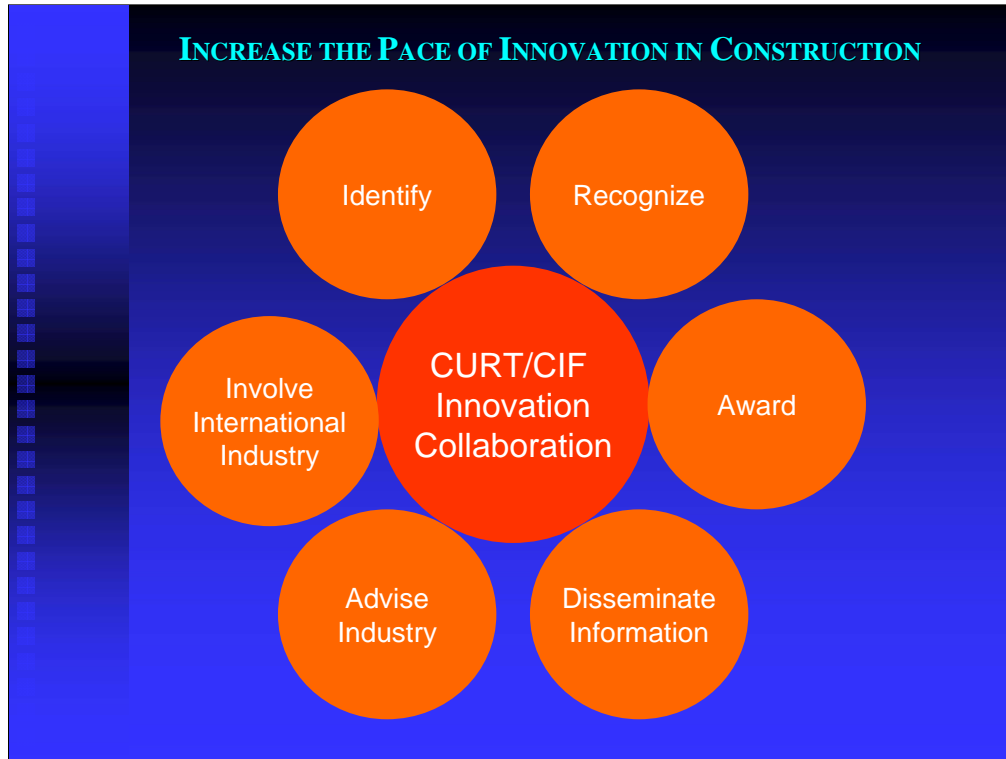 INCREASE THE PACE OF INNOVATION IN CONSTRUCTION
Identify
Recognize
CURT/CIF
Innovation
Collaboration
Involve
International
Industry
Award
Advise
Industry
Disseminate
Information